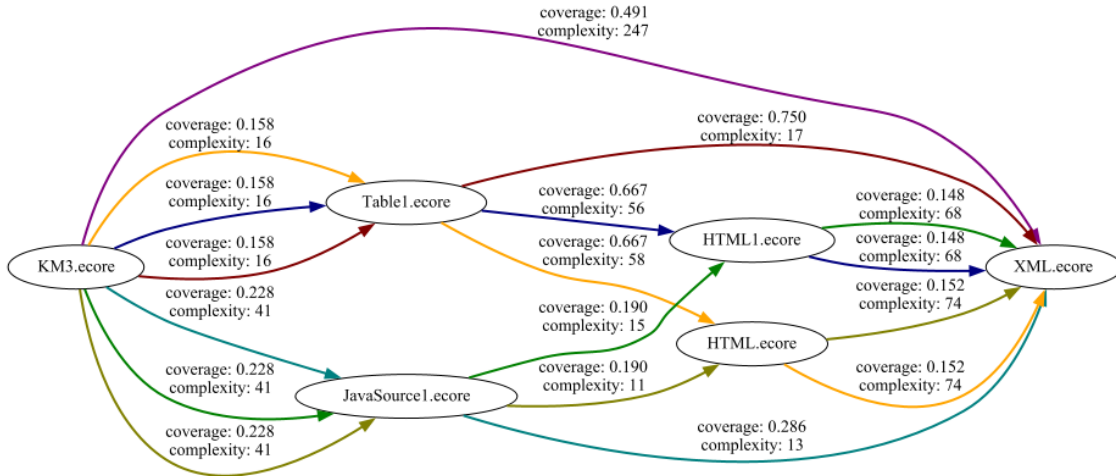 coverage: 0.491
complexity: 247
coverage: 0.158
complexity: 16
coverage: 0.750
complexity: 17
coverage: 0.158
complexity: 16
Table1.ecore
coverage: 0.667
complexity: 56
coverage: 0.148
complexity: 68
coverage: 0.158
complexity: 16
HTML1.ecore
coverage: 0.148
complexity: 68
KM3.ecore
coverage: 0.667
complexity: 58
XML.ecore
coverage: 0.228
complexity: 41
coverage: 0.190
complexity: 15
coverage: 0.152
complexity: 74
HTML.ecore
coverage: 0.228
complexity: 41
JavaSource1.ecore
coverage: 0.190
complexity: 11
coverage: 0.152
complexity: 74
coverage: 0.228
complexity: 41
coverage: 0.286
complexity: 13